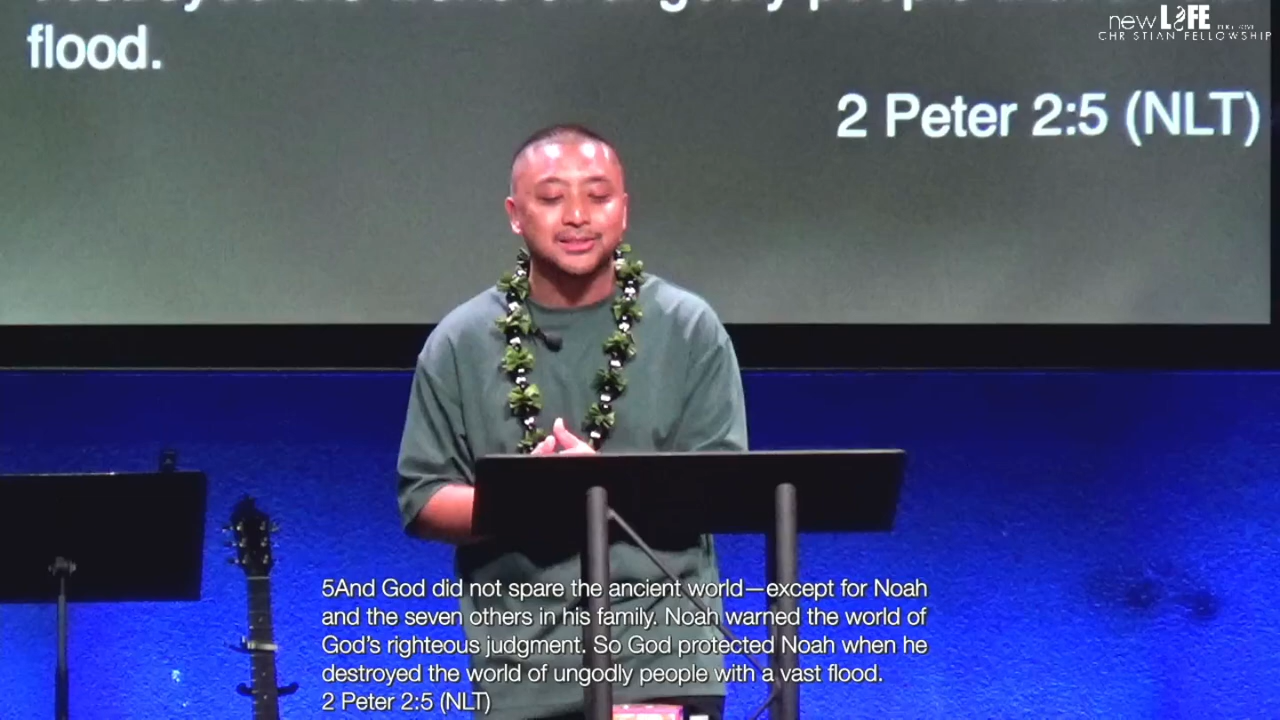 flood.
2 Peter 2:5 (NLT)
new LIFE
CHRISTIAN FELLOWSHIP
5And God did not spare the ancient world—except for Noah
and the seven others in his family. Noah warned the world of
God's righteous judgment. So God protected Noah when he
destroyed the world of ungodly people with a vast flood.
2 Peter 2:5 (NLT)